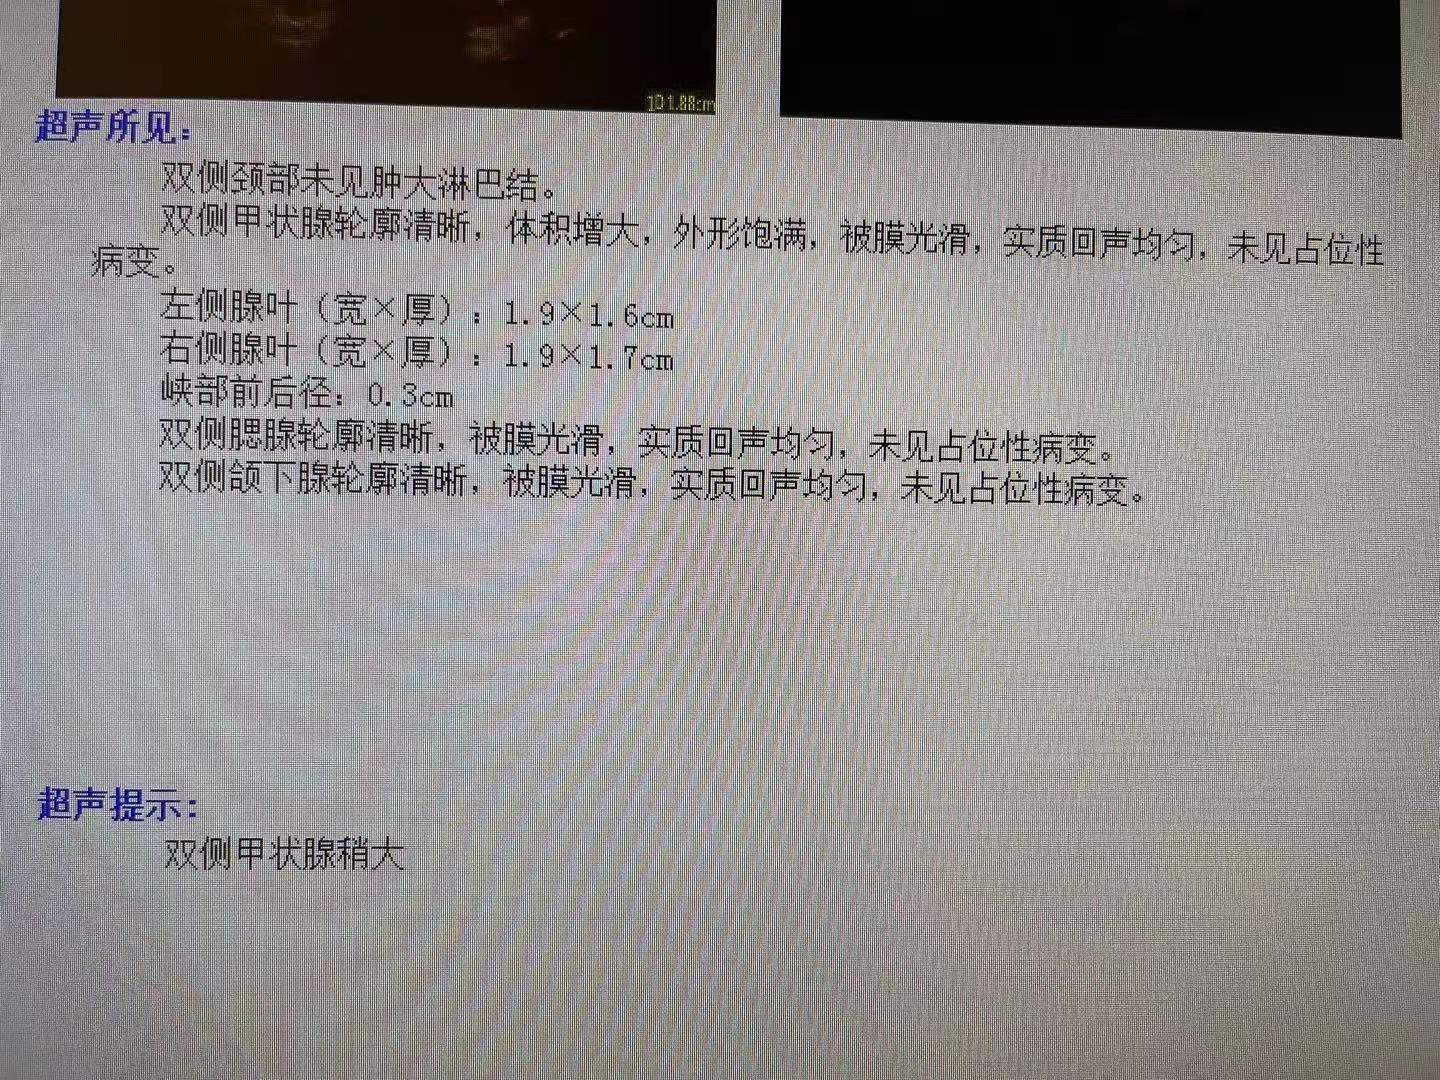 1D 1.88cm
超声所见：
双侧颈部未见肿大淋巴结。
双侧甲状腺轮廓清晰，体积增大，外形饱满，被膜光滑，实质回声均匀，未见占位性
病变。
左侧腺叶（宽×厚）：1.9×1.6cm
右侧腺叶（宽×厚）：1.9×1.7cm
峡部前后径：0.3cm
双侧腮腺轮廓清晰，被膜光滑，实质回声均匀，未见占位性病变。
双侧颌下腺轮廓清晰，被膜光滑，实质回声均匀，未见占位性病变。
超声提示：
双侧甲状腺稍大